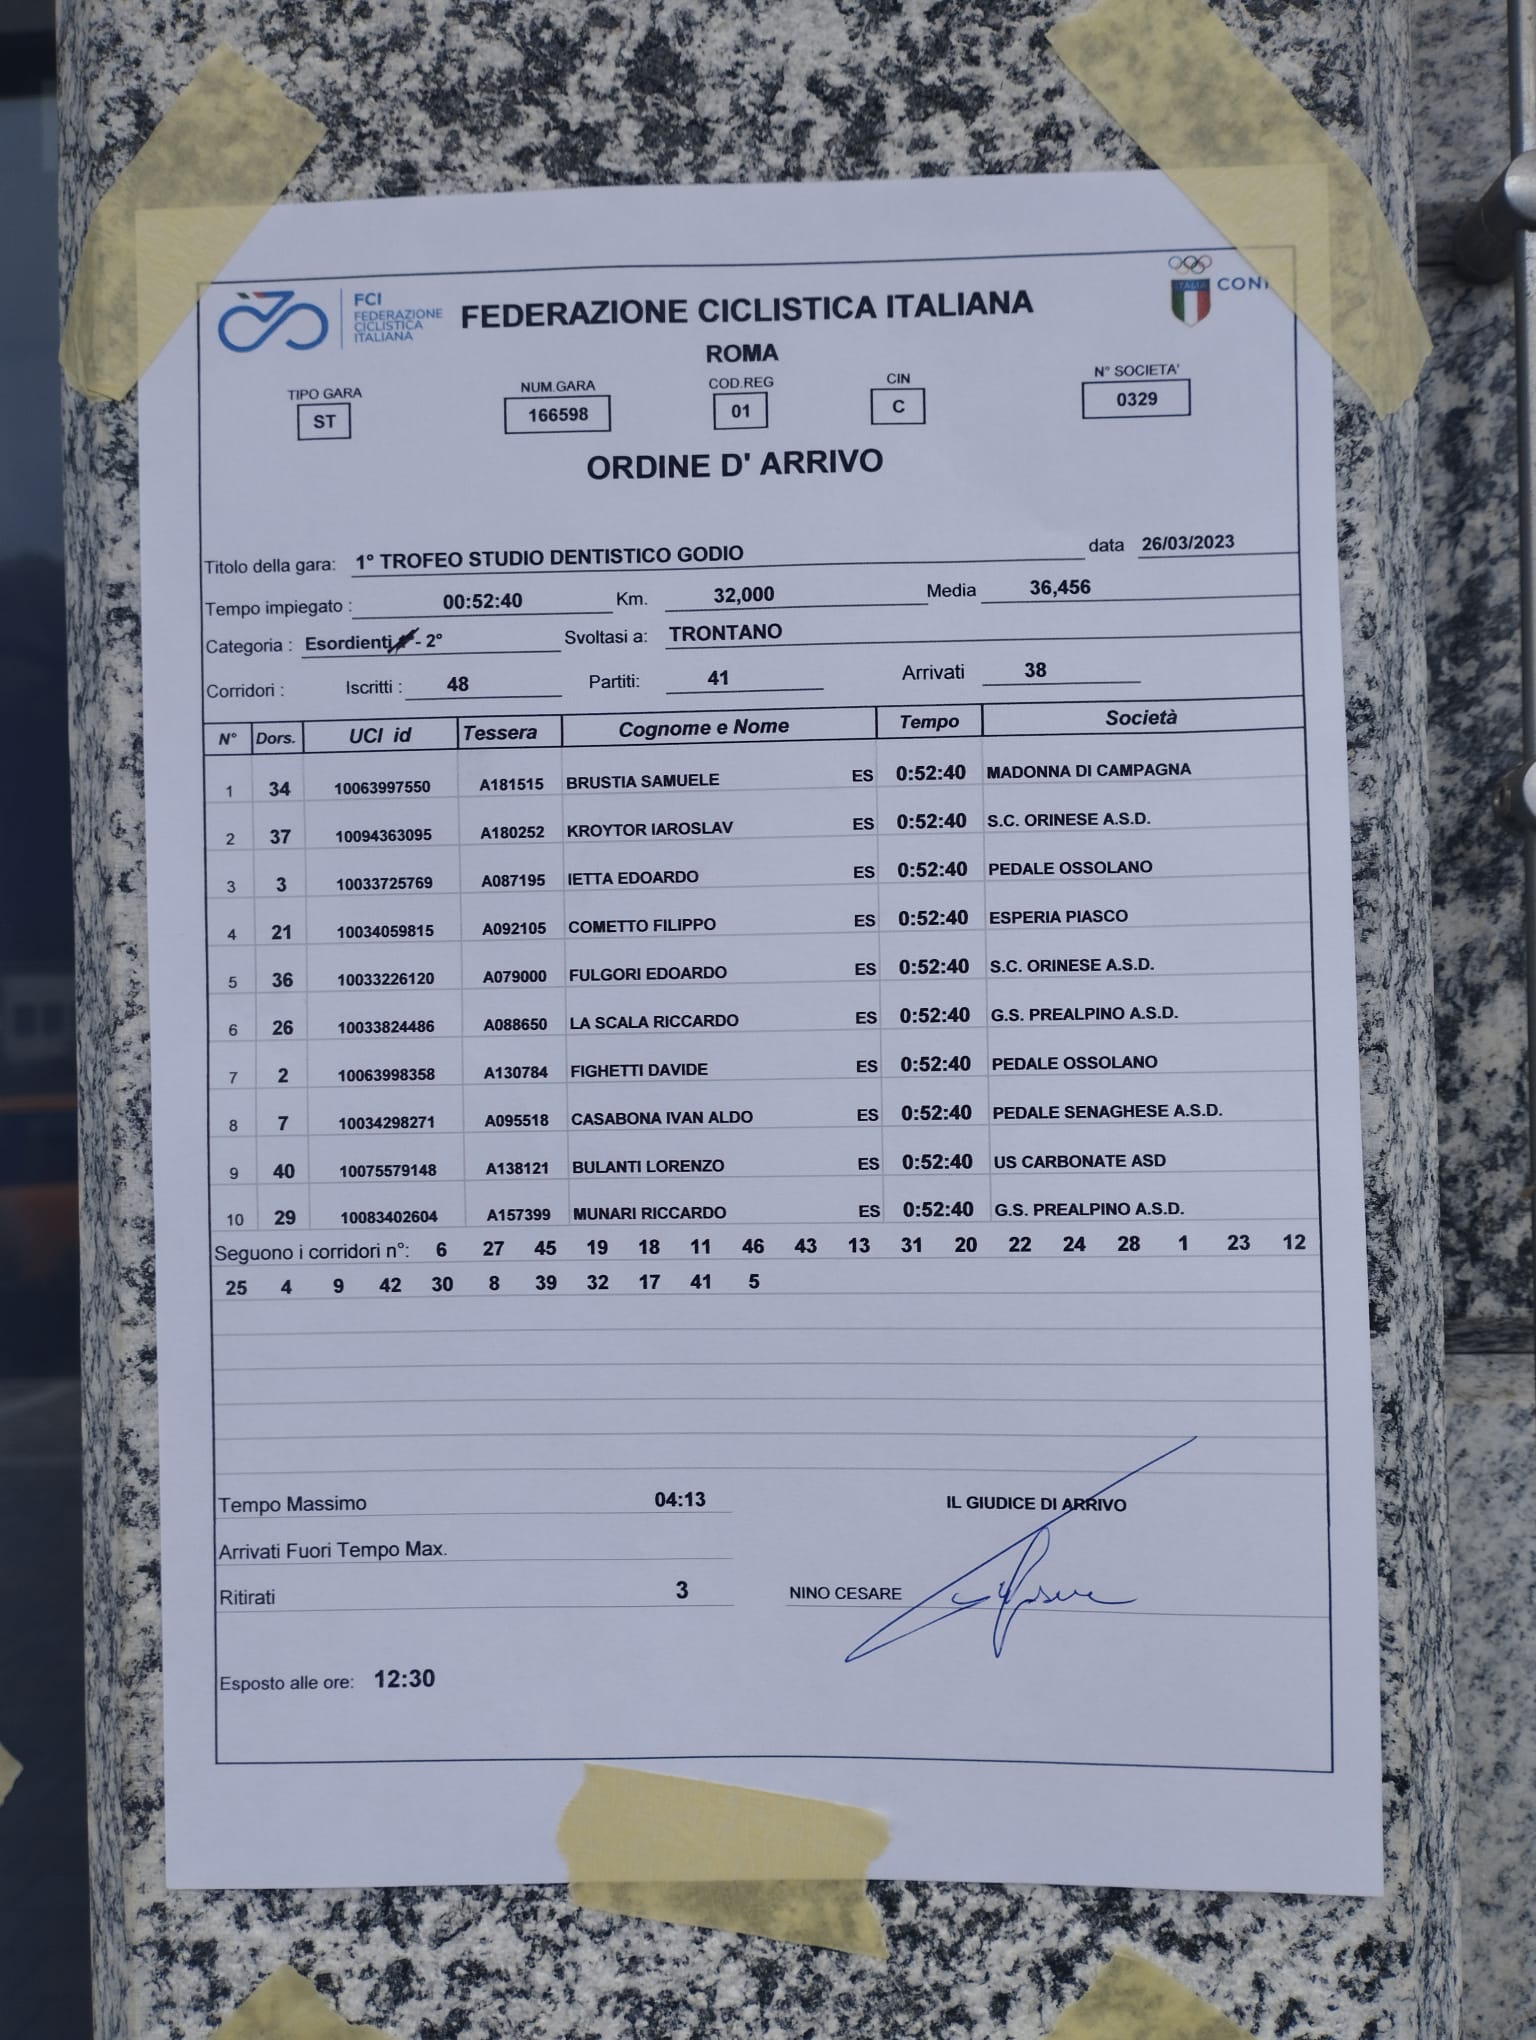 FCI
FEDERAZIONE
CICLISTICA
ITALIANA
FEDERAZIONE CICLISTICA ITALIANA
ITALIA
CONI
ROMA
TIPO GARA NUM.GARA COD.REG CIN N° SOCIETA'
ST 166598 01 C 0329
ORDINE D' ARRIVO
Titolo della gara: 1° TROFEO STUDIO DENTISTICO GODIO data 26/03/2023
Tempo impiegato : 00:52:40 Km. 32,000 Media 36,456
Categoria : Esordienti - 2° Svoltasi a: TRONTANO
Corridori : Iscritti : 48 Partiti: 41 Arrivati 38
N° Dors. UCI id Tessera Cognome e Nome Tempo Società
1 34 10063997550 A181515 BRUSTIA SAMUELE ES 0:52:40 MADONNA DI CAMPAGNA
2 37 10094363095 A180252 KROYTOR IAROSLAV ES 0:52:40 S.C. ORINESE A.S.D.
3 3 10033725769 A087195 IETTA EDOARDO ES 0:52:40 PEDALE OSSOLANO
4 21 10034059815 A092105 COMETTO FILIPPO ES 0:52:40 ESPERIA PIASCO
5 36 10033226120 A079000 FULGORI EDOARDO ES 0:52:40 S.C. ORINESE A.S.D.
6 26 10033824486 A088650 LA SCALA RICCARDO ES 0:52:40 G.S. PREALPINO A.S.D.
7 2 10063998358 A130784 FIGHETTI DAVIDE ES 0:52:40 PEDALE OSSOLANO
8 7 10034298271 A095518 CASABONA IVAN ALDO ES 0:52:40 PEDALE SENAGHESE A.S.D.
9 40 10075579148 A138121 BULANTI LORENZO ES 0:52:40 US CARBONATE ASD
10 29 10083402604 A157399 MUNARI RICCARDO ES 0:52:40 G.S. PREALPINO A.S.D.
Seguono i corridori n°: 6 27 45 19 18 11 46 43 13 31 20 22 24 28 1 23 12
25 4 9 42 30 8 39 32 17 41 5
Tempo Massimo 04:13 IL GIUDICE DI ARRIVO
Arrivati Fuori Tempo Max.
Ritirati 3 NINO CESARE
Esposto alle ore: 12:30